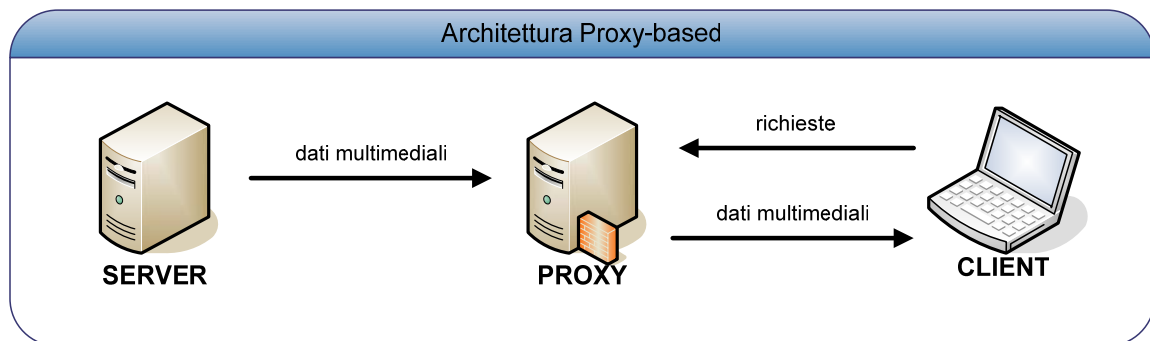 Architettura Proxy-based
dati multimediali
richieste
dati multimediali
SERVER
PROXY
CLIENT